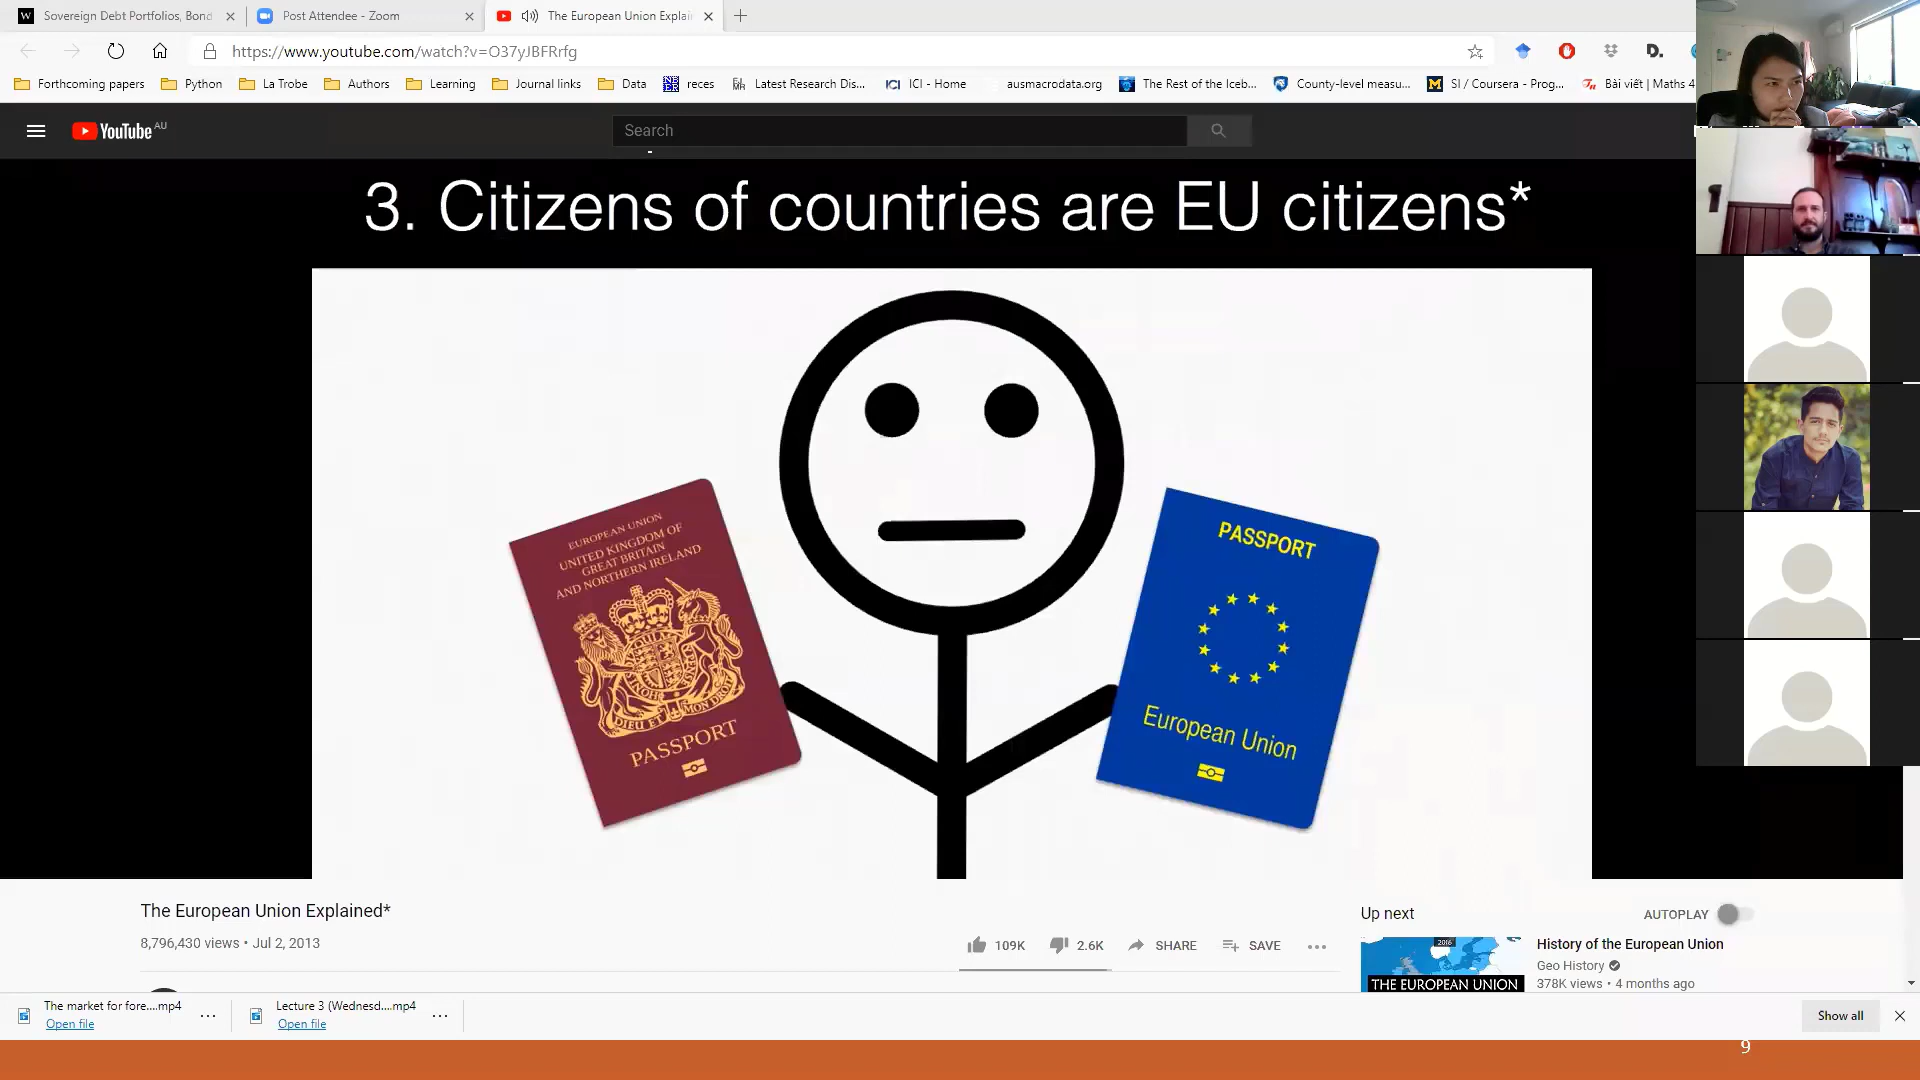 Sovereign Debt Portfolios, Bond
Post Attendee - Zoom
The European Union Explai
https://www.youtube.com/watch?v=O37yJBFRrfg
Forthcoming papers
Python
La Trobe
Authors
Learning
Journal links
Data
reces
Latest Research Dis...
ICI - Home
ausmacrodata.org
The Rest of the Iceb...
County-level measu...
SI / Coursera - Prog...
Bài viết | Maths 4
YouTube AU
Search
3. Citizens of countries are EU citizens*
EUROPEAN UNION
UNITED KINGDOM OF
GREAT BRITAIN
AND NORTHERN IRELAND
DIEU ET MON DROIT
PASSPORT
PASSPORT
European Union
The European Union Explained*
8,796,430 views • Jul 2, 2013
109K
2.6K
SHARE
SAVE
Up next
AUTOPLAY
2016
THE EUROPEAN UNION
History of the European Union
Geo History
378K views • 4 months ago
The market for fore....mp4
Open file
Lecture 3 (Wednesd....mp4
Open file
Show all
9